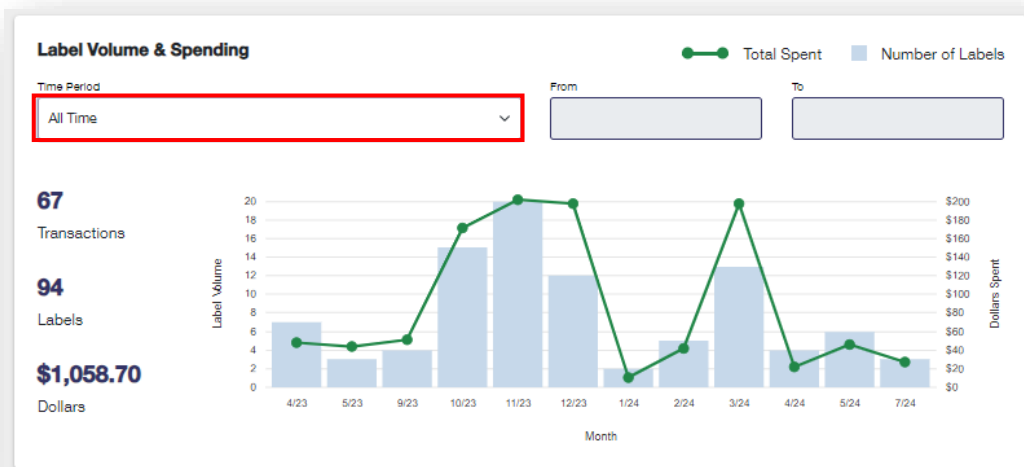 Label Volume & Spending
Total Spent
Number of Labels
Time Period
From
To
All Time
67
Transactions
94
Labels
$1,058.70
Dollars
Label Volume
20
18
16
14
12
10
8
6
4
2
0
$200
$180
$160
$140
$120
$100
$80
$60
$40
$20
$0
Dollars Spent
4/23 5/23 9/23 10/23 11/23 12/23 1/24 2/24 3/24 4/24 5/24 7/24
Month